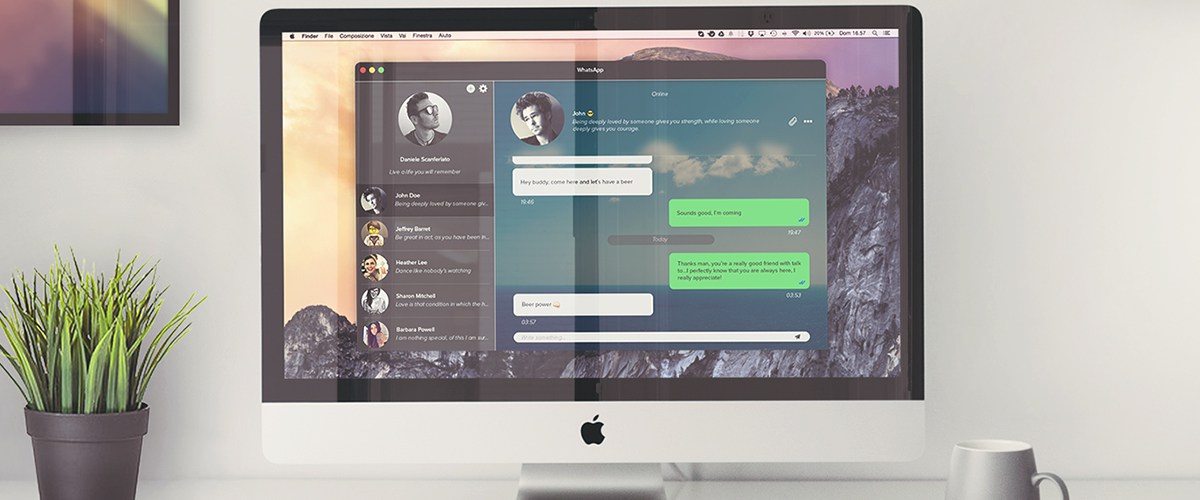 Finder File Composizione Vista Vai Finestra Aiuto
20% Dom 16.57
WhatsApp
Daniele Scanferlato
Live a life you will remember
John Doe
Being deeply loved by someone giv...
Jeffrey Barret
Be great in act, as you have been in...
Heather Lee
Dance like nobody's watching
Sharon Mitchell
Love is that condition in which the h...
Barbara Powell
I am nothing special, of this, I am sur...
Online
John 😎
Being deeply loved by someone gives you strength, while loving someone
deeply gives you courage.
Hey buddy, come here and let's have a beer
19:46
Sounds good, I'm coming
19:47
Today
Thanks man, you're a really good friend with talk
to...I perfectly know that you are always here, I
really appreciate!
03:53
Beer power
03:57
Write something...